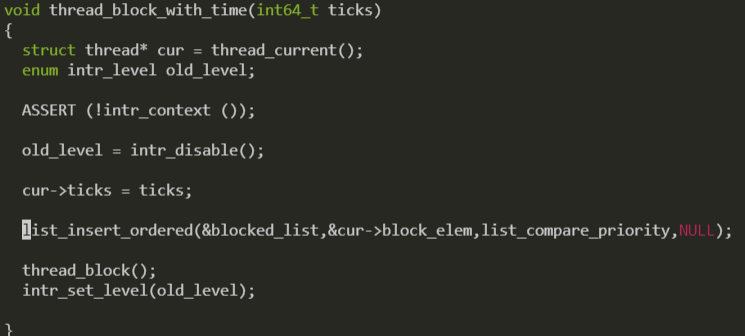 void thread_block_with_time(int64_t ticks)
{
  struct thread* cur = thread_current();
  enum intr_level old_level;

  ASSERT (!intr_context ());

  old_level = intr_disable();

  cur->ticks = ticks;

  list_insert_ordered(&blocked_list,&cur->block_elem,list_compare_priority,NULL);

  thread_block();
  intr_set_level(old_level);

}